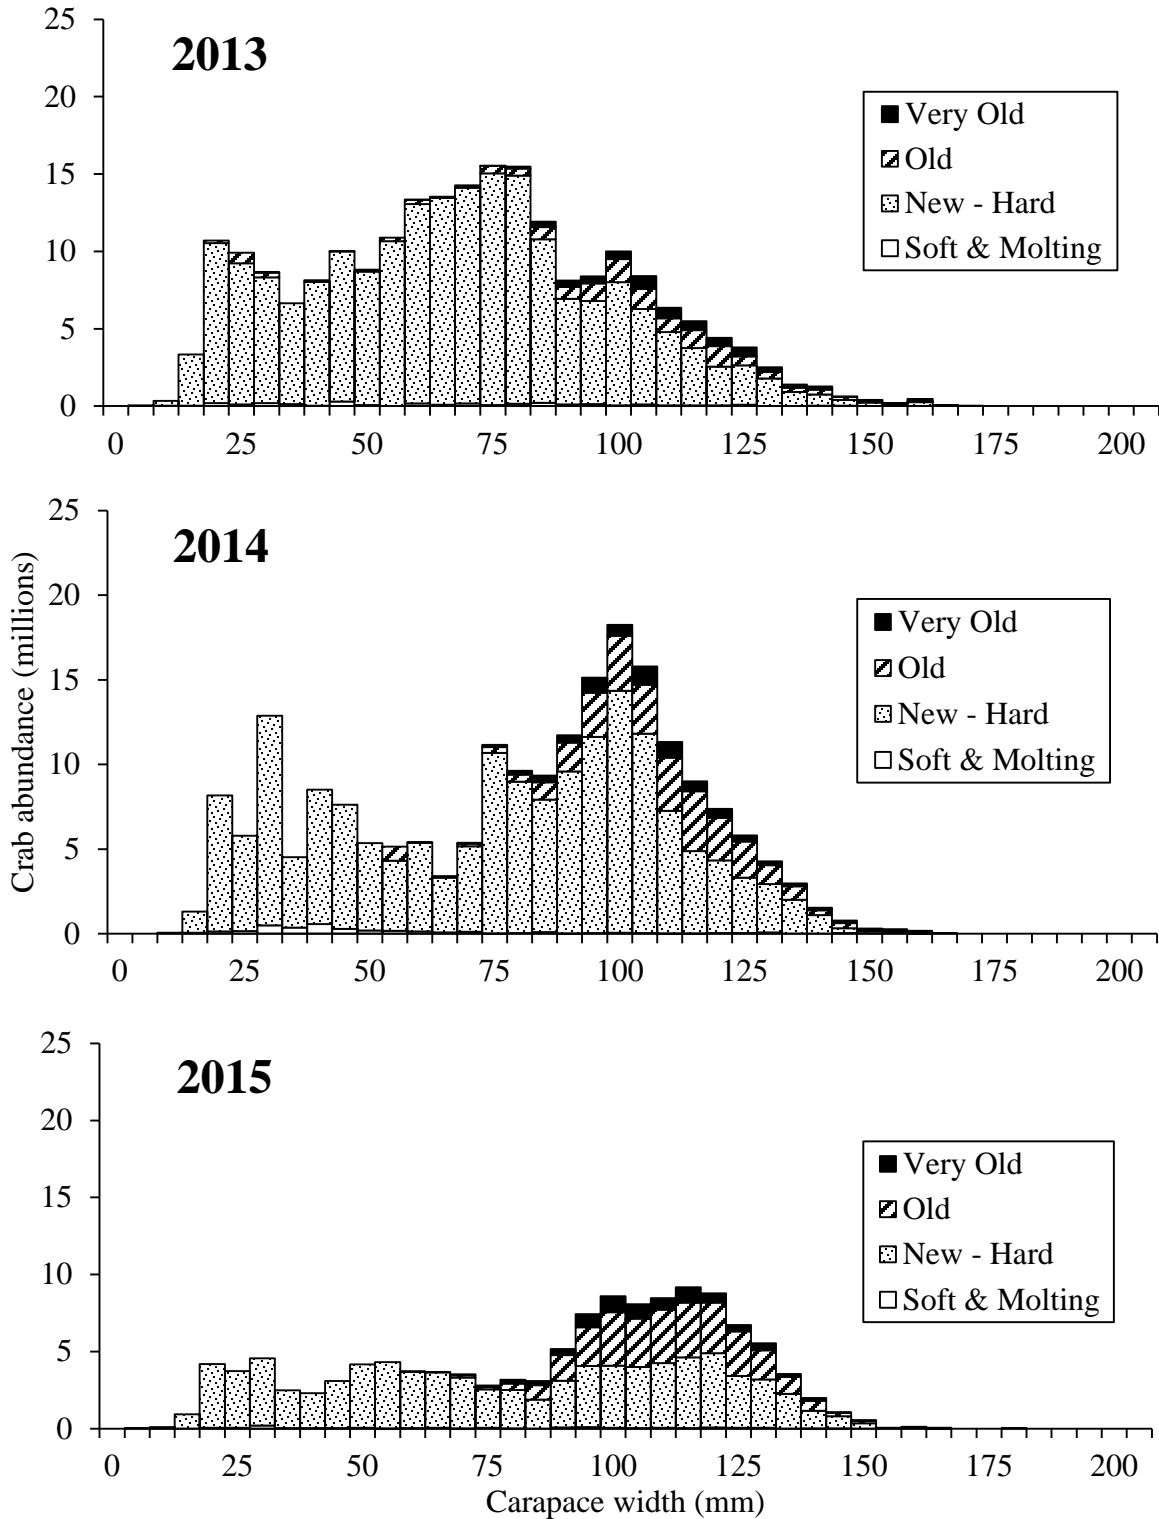 25
2013
20
Very Old
15
Old
New - Hard
10
Soft & Molting
5
0
0 25 50 75 100 125 150 175 200
25
2014
20
Very Old
15
Old
New - Hard
10
Soft & Molting
5
0
0 25 50 75 100 125 150 175 200
Crab abundance (millions)
25
2015
20
Very Old
15
Old
New - Hard
10
Soft & Molting
5
0
0 25 50 75 100 125 150 175 200
Carapace width (mm)